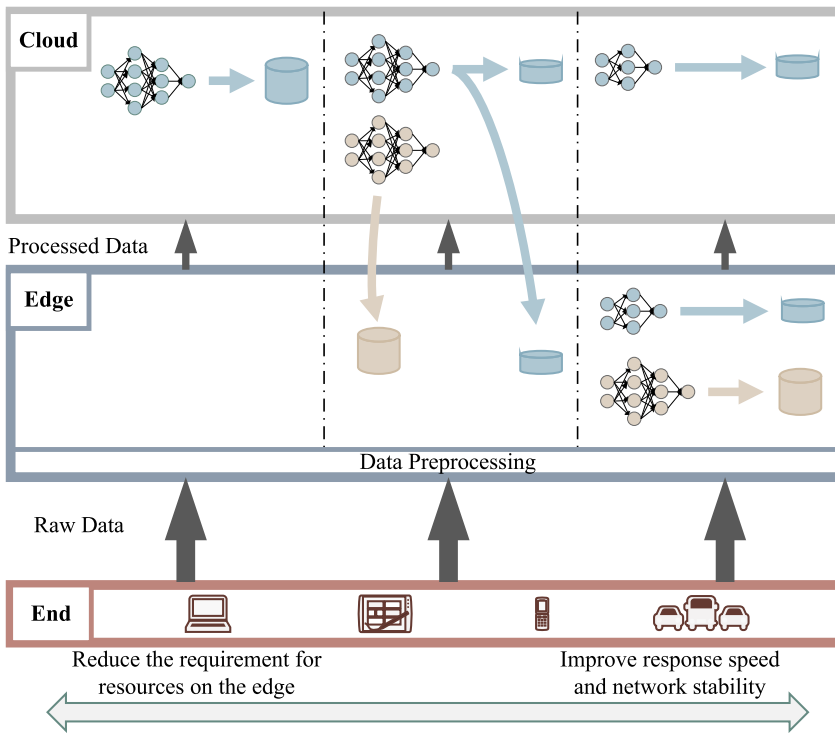 Cloud
Processed Data
Edge
Data Preprocessing
Raw Data
End
Reduce the requirement for
resources on the edge
Improve response speed
and network stability